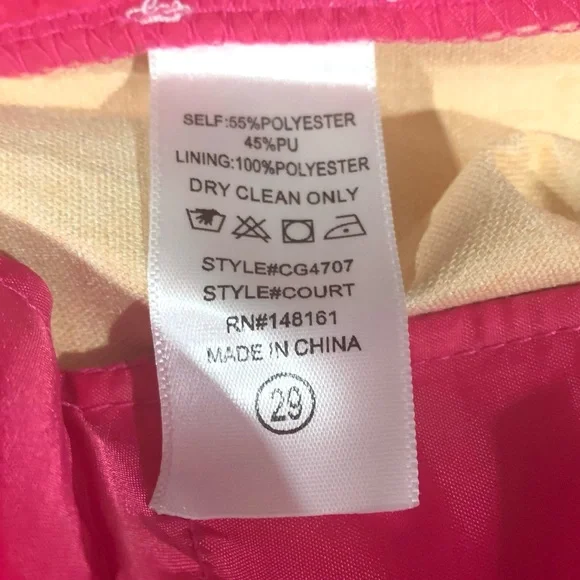 SELF:55%POLYESTER
45%PU
LINING:100%POLYESTER
DRY CLEAN ONLY
STYLE#CG4707
STYLE#COURT
RN#148161
MADE IN CHINA
29